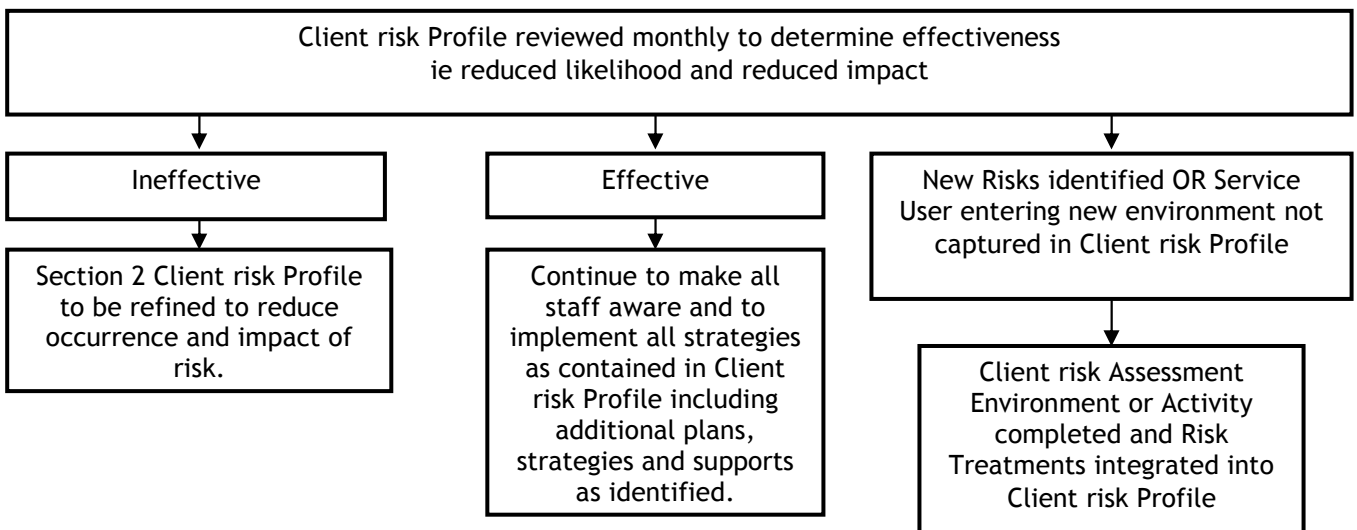 Client risk Profile reviewed monthly to determine effectiveness
ie reduced likelihood and reduced impact
Ineffective
Section 2 Client risk Profile
to be refined to reduce
occurrence and impact of
risk.
Effective
Continue to make all
staff aware and to
implement all strategies
as contained in Client
risk Profile including
additional plans,
strategies and supports
as identified.
New Risks identified OR Service
User entering new environment not
captured in Client risk Profile
Client risk Assessment
Environment or Activity
completed and Risk
Treatments integrated into
Client risk Profile